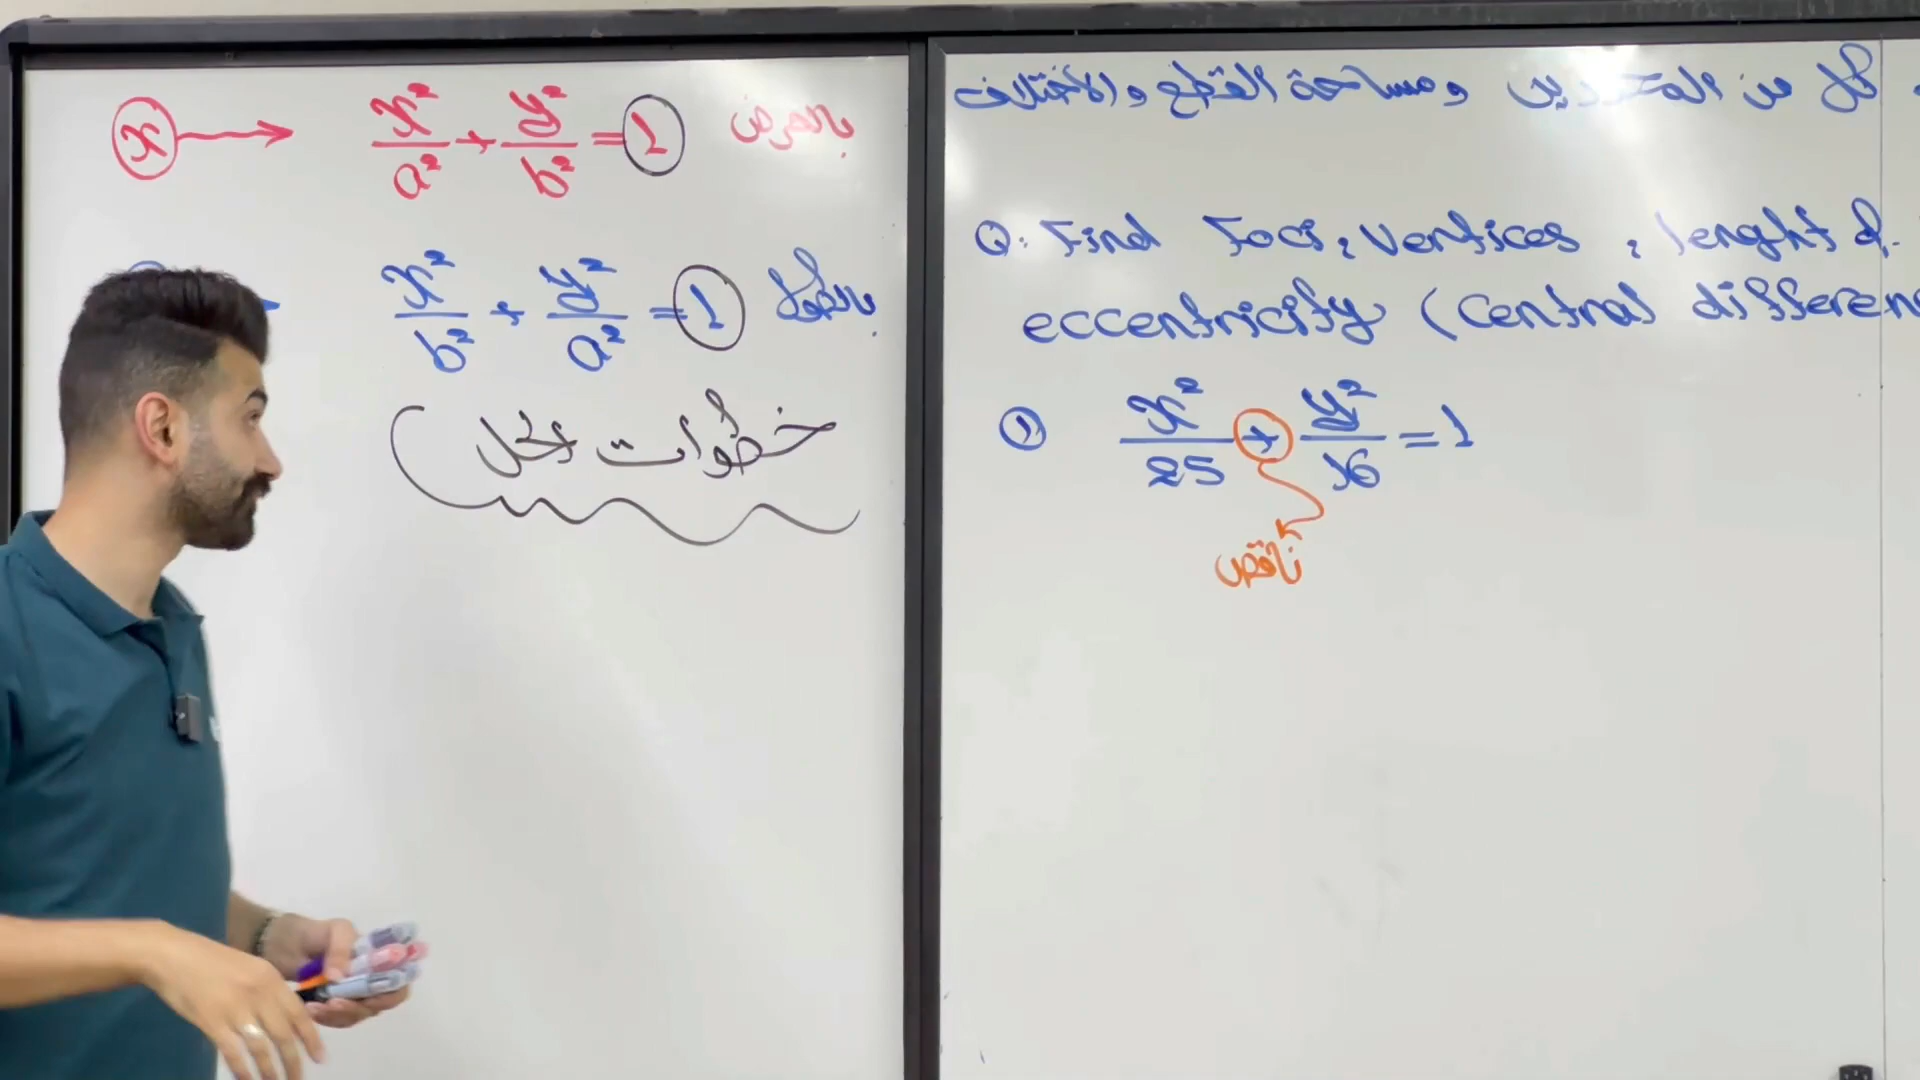 x → x²/a² + y²/b² = 1 بالعرض
x²/b² + y²/a² = 1 بالطول
خطوات الحل
كل من المحورين ومساحة القطع والاختلاف
Q: Find Foci, Vertices, lenght of
eccentricity (Central differen
① x²/25 + y²/16 = 1
ناقص